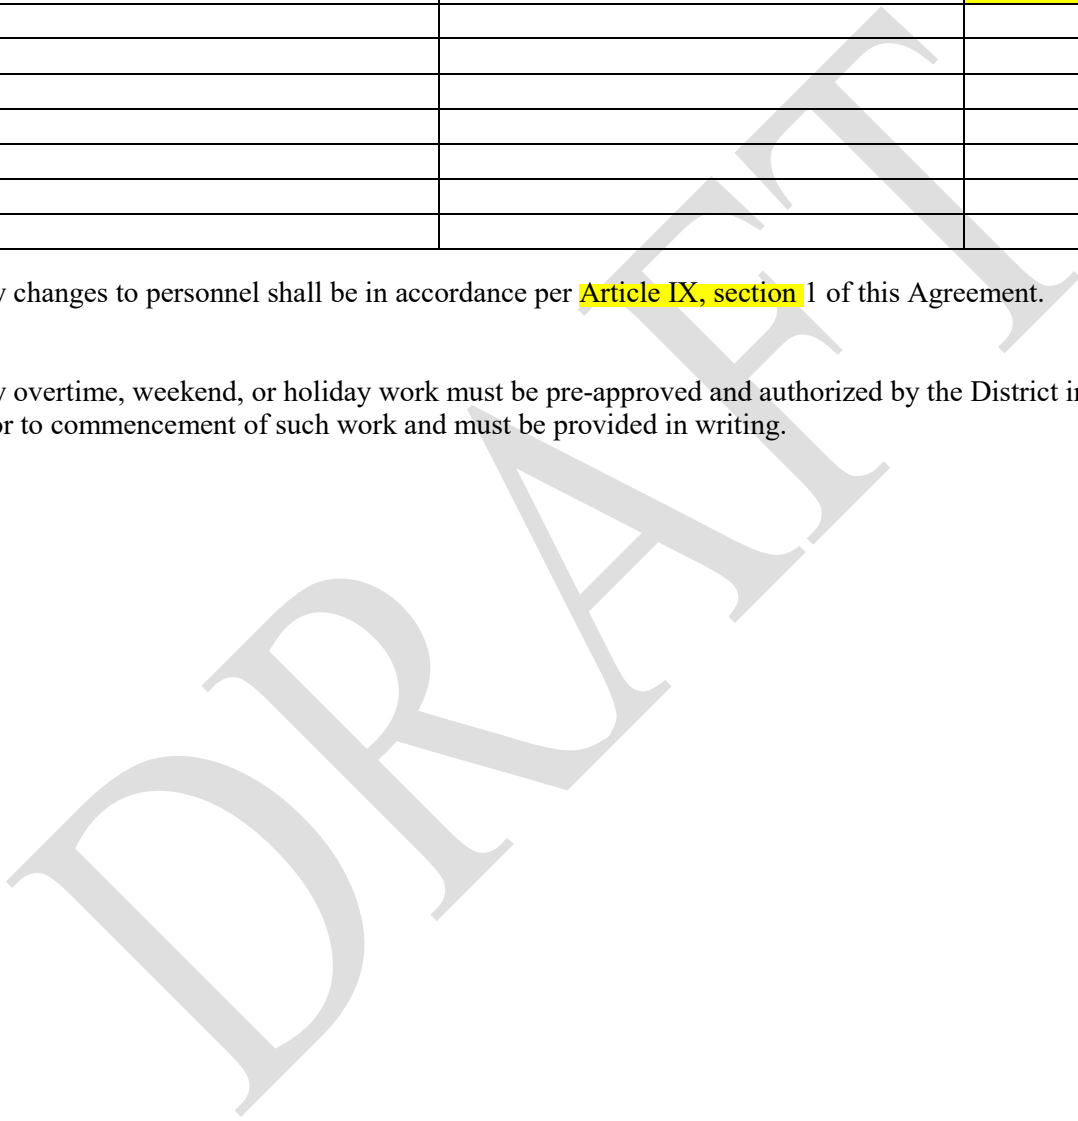 changes to personnel shall be in accordance per Article IX, section 1 of this Agreement.
overtime, weekend, or holiday work must be pre-approved and authorized by the District
to commencement of such work and must be provided in writing.
DRAFT